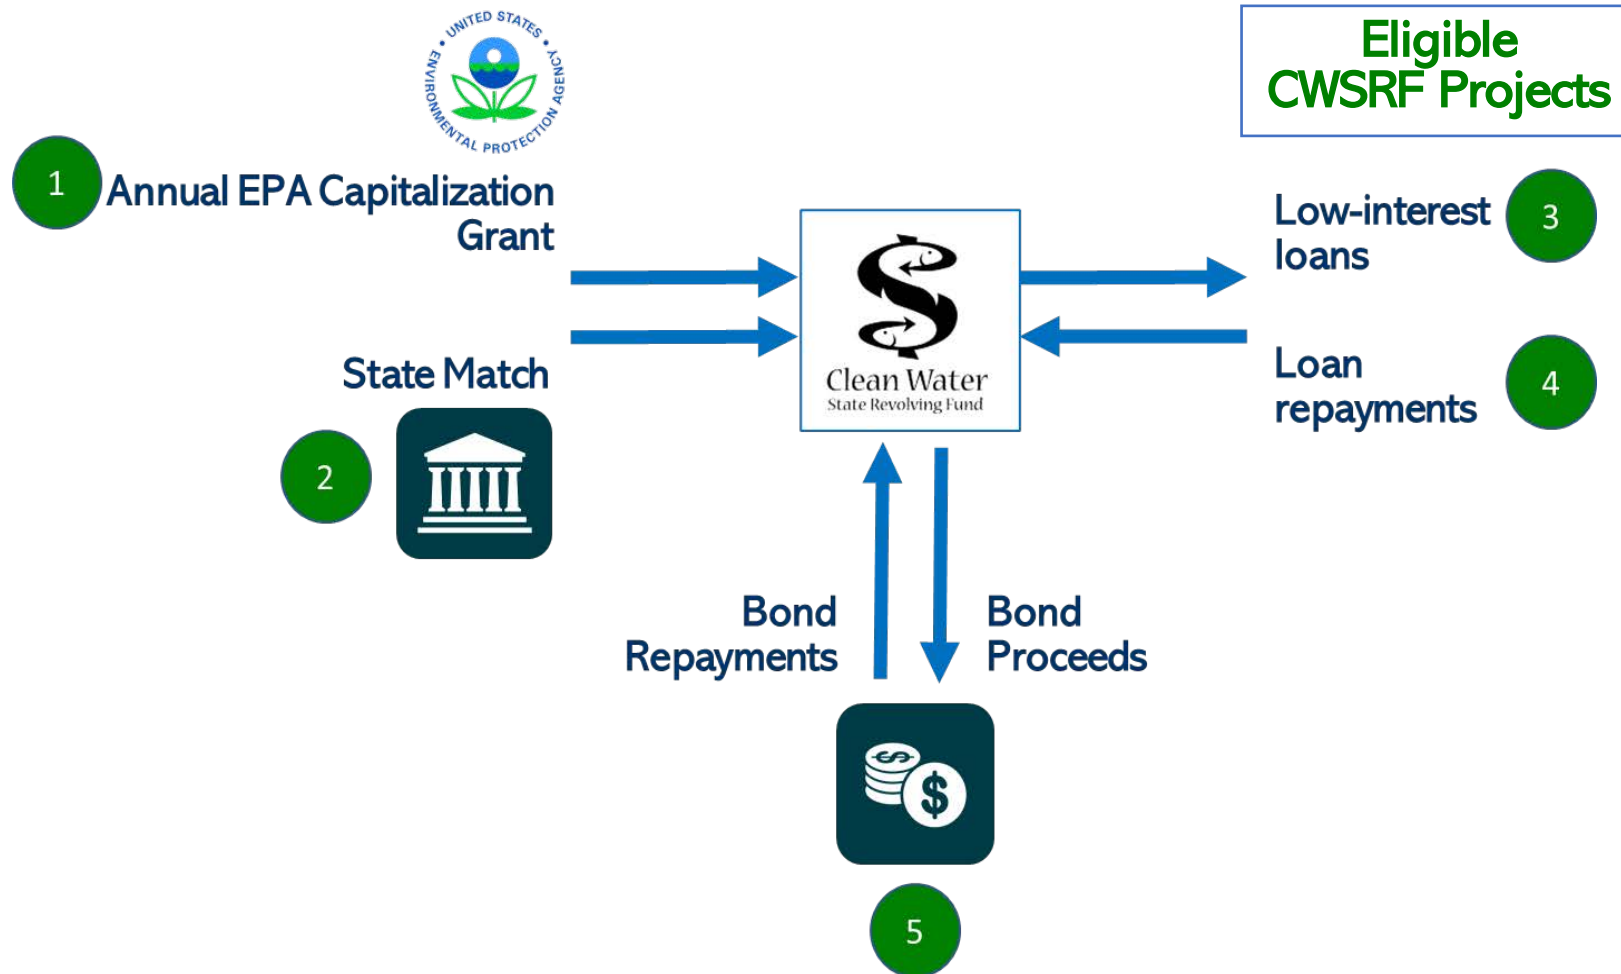 UNITED STATES • ENVIRONMENTAL PROTECTION AGENCY •
Eligible
CWSRF Projects
1
Annual EPA Capitalization
Grant
State Match
2
Clean Water
State Revolving Fund
Low-interest
loans
3
Loan
repayments
4
Bond
Repayments
Bond
Proceeds
$
$
5